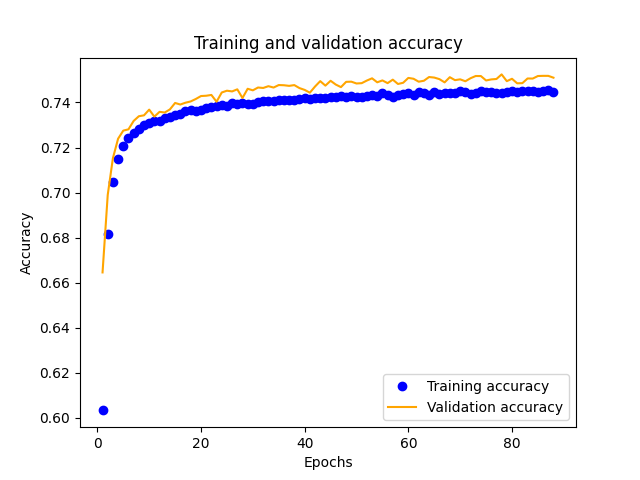 Training and validation accuracy
Accuracy
0.74
0.72
0.70
0.68
0.66
0.64
0.62
0.60
0
20
40
60
80
Epochs
Training accuracy
Validation accuracy